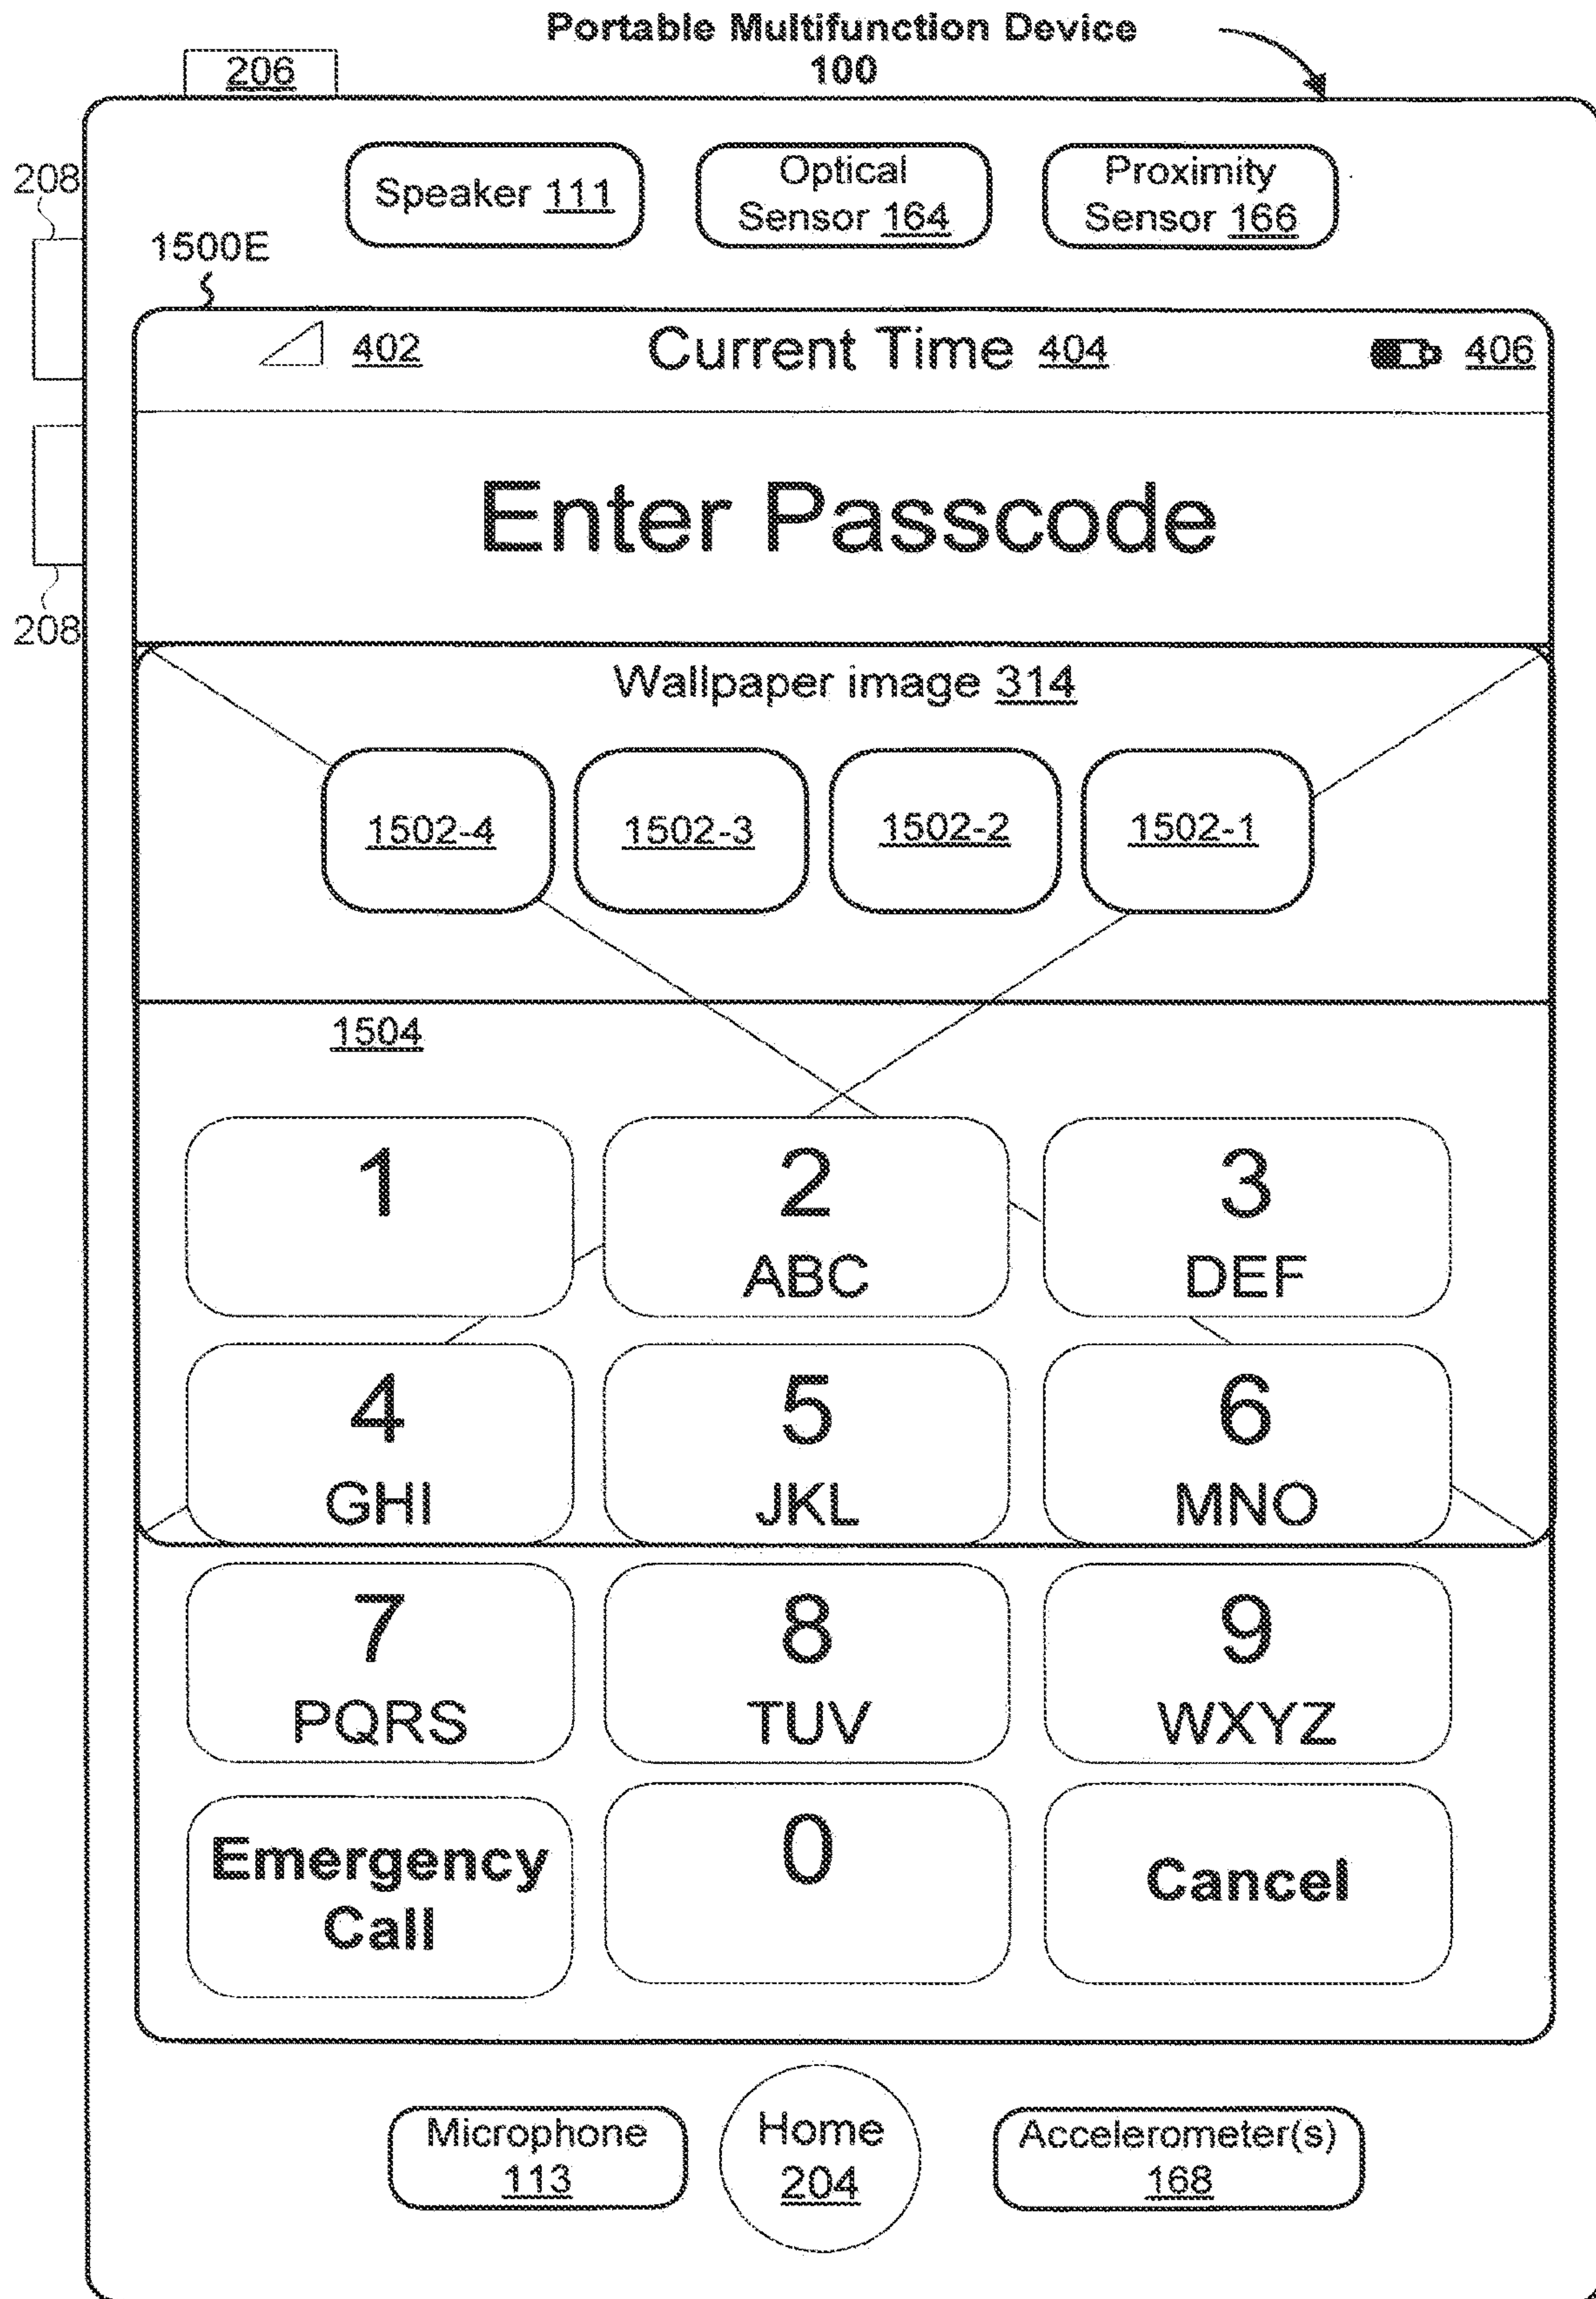 Portable Multifunction Device
100
206
208
Speaker 111
Optical
Sensor 164
Proximity
Sensor 166
1500E
402
Current Time 404
406
Enter Passcode
208
Wallpaper image 314
1502-4
1502-3
1502-2
1502-1
1504
1
2
ABC
3
DEF
4
GHI
5
JKL
6
MNO
7
PQRS
8
TUV
9
WXYZ
Emergency
Call
0
Cancel
Microphone
113
Home
204
Accelerometer(s)
168